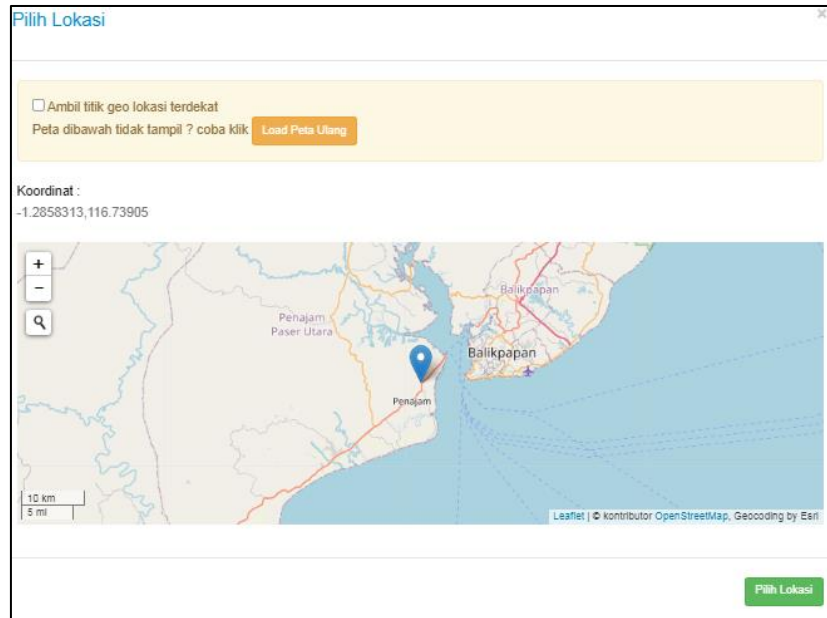 Pilih Lokasi
×
Ambil titik geo lokasi terdekat
Peta dibawah tidak tampil ? coba klik Load Peta Ulang
Koordinat :
-1.2858313,116.73905
+
−
Balikpapan
Penajam
Paser Utara
Balikpapan
Penajam
10 km
5 mi
Leaflet | © kontributor OpenStreetMap, Geocoding by Esri
Pilih Lokasi